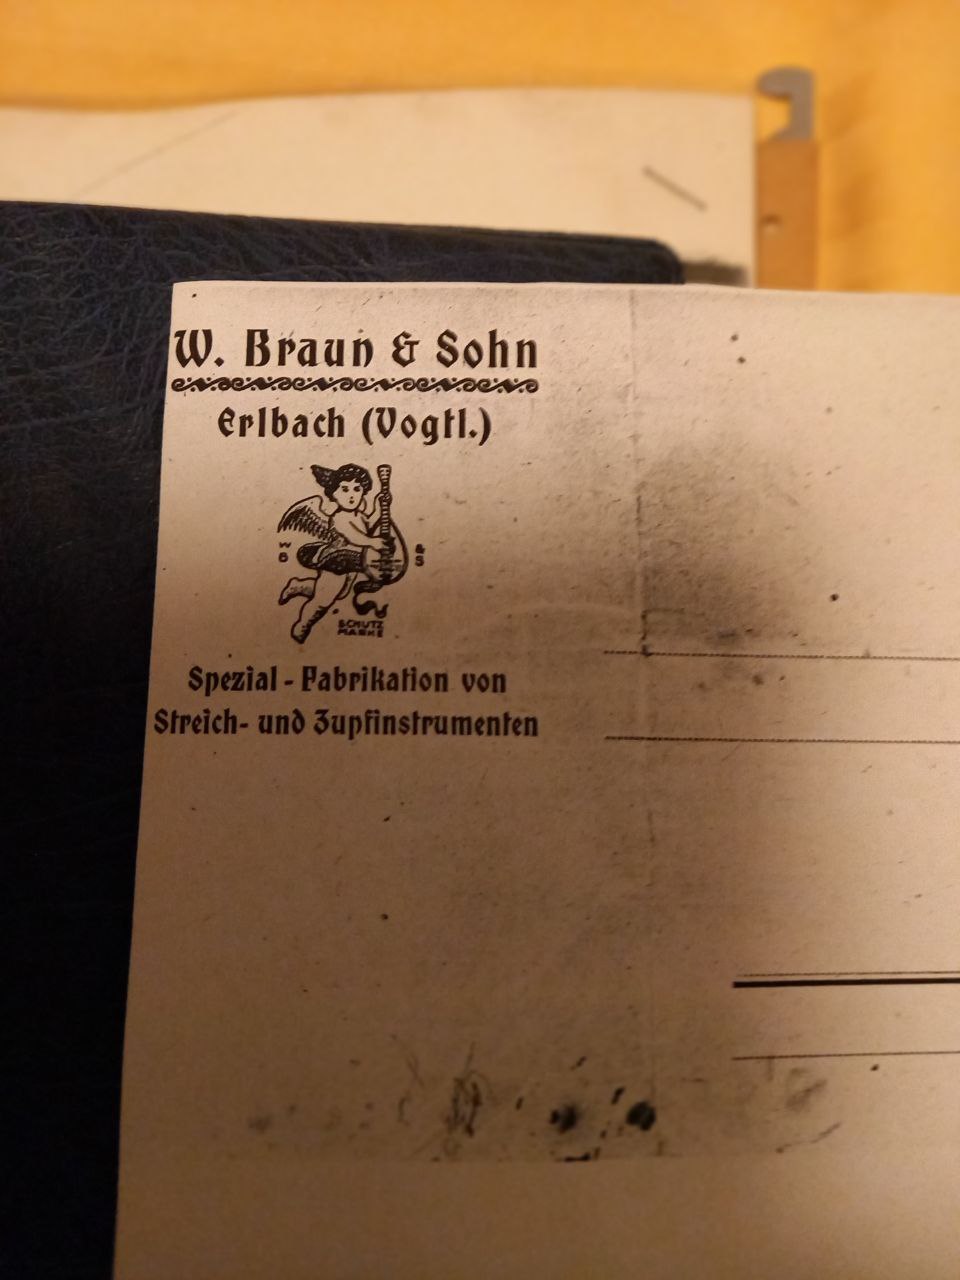 W. Braun & Sohn
Erlbach (Vogtl.)
W B & S
SCHUTZ
MARKE
Spezial - Fabrikation von
Streich- und Zupfinstrumenten